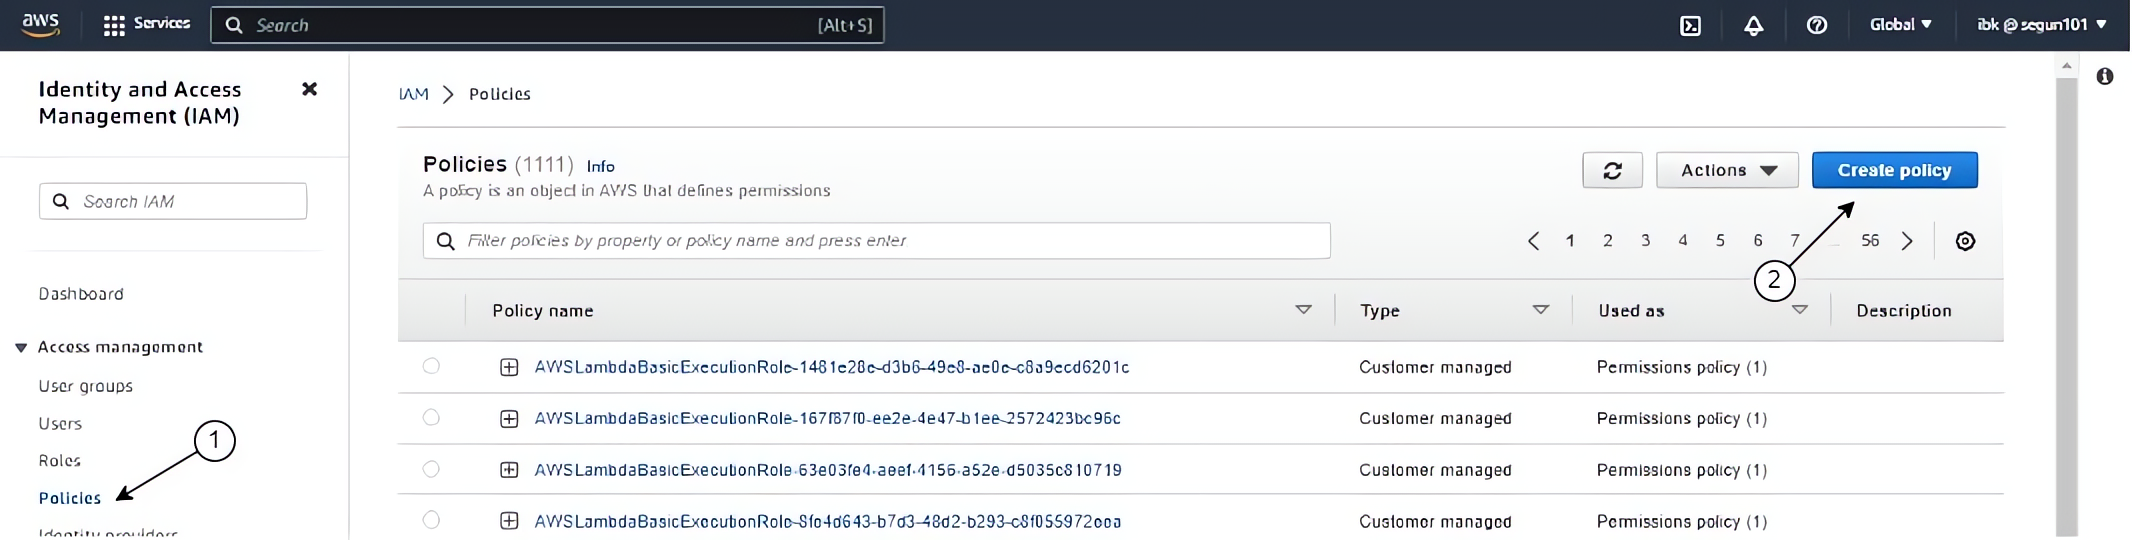 aws
Services
Search
[Alt+S]
Global
ibk @ segun101
Identity and Access
Management (IAM)
Search IAM
Dashboard
Access management
User groups
Users
Roles
Policies
Identity providers
1
IAM > Policies
Policies (1111) Info
A policy is an object in AWS that defines permissions
Actions
Create policy
Filter policies by property or policy name and press enter
1 2 3 4 5 6 7 ... 56
2
Policy name Type Used as Description
AWSLambdaBasicExecutionRole-1481e28c-d3b6-49e8-ae0c-c8a9ecd6201c Customer managed Permissions policy (1)
AWSLambdaBasicExecutionRole-167f87f0-ee2e-4e47-b1ee-2572423bc96c Customer managed Permissions policy (1)
AWSLambdaBasicExecutionRole-63e03fe4-aeef-4156-a52e-d5035c810719 Customer managed Permissions policy (1)
AWSLambdaBasicExecutionRole-8fe4d643-b7d3-48d2-b293-c8f055972eea Customer managed Permissions policy (1)